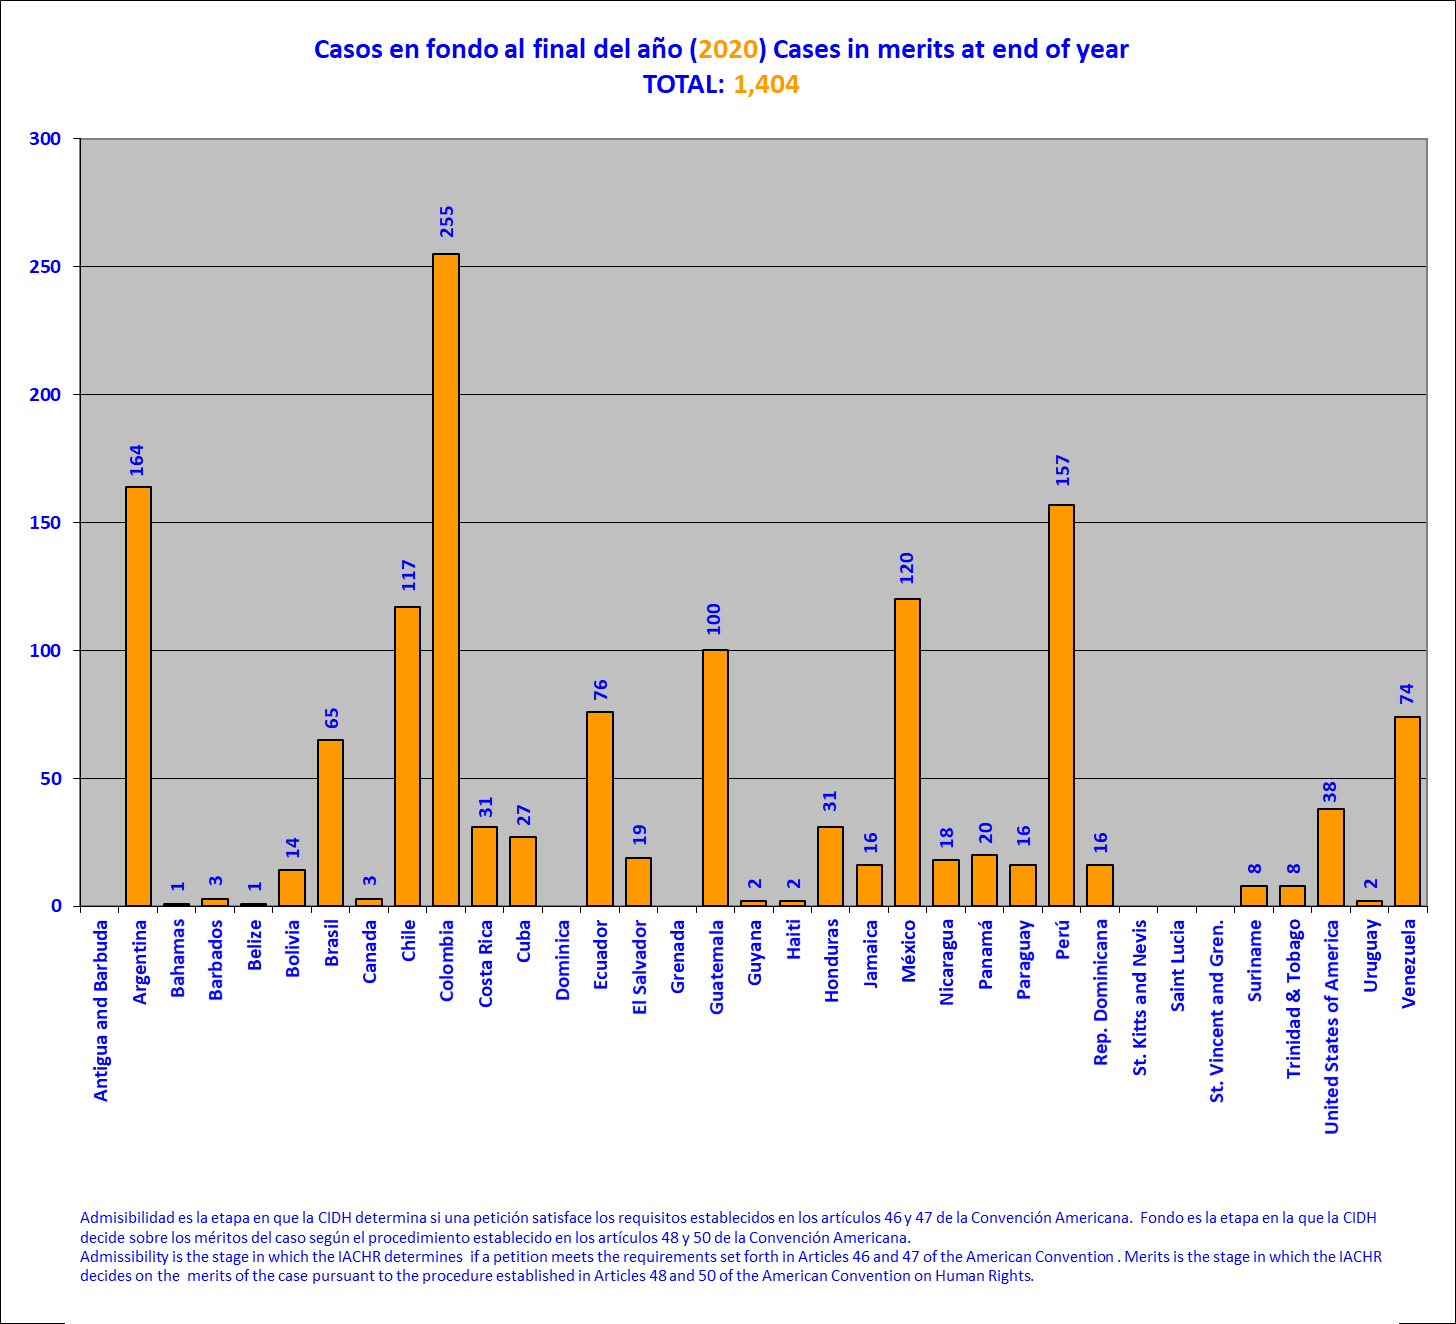 Casos en fondo al final del año (2020) Cases in merits at end of year
TOTAL: 1,404
300
250
200
150
100
50
0
164
1
3
1
14
65
3
117
255
31
27
76
19
100
2
2
31
16
120
18
20
16
157
16
8
8
38
2
74
Antigua and Barbuda
Argentina
Bahamas
Barbados
Belize
Bolivia
Brasil
Canada
Chile
Colombia
Costa Rica
Cuba
Dominica
Ecuador
El Salvador
Grenada
Guatemala
Guyana
Haiti
Honduras
Jamaica
México
Nicaragua
Panamá
Paraguay
Perú
Rep. Dominicana
St. Kitts and Nevis
Saint Lucia
St. Vincent and Gren.
Suriname
Trinidad & Tobago
United States of America
Uruguay
Venezuela
Admisibilidad es la etapa en que la CIDH determina si una petición satisface los requisitos establecidos en los artículos 46 y 47 de la Convención Americana. Fondo es la etapa en la que la CIDH
decide sobre los méritos del caso según el procedimiento establecido en los artículos 48 y 50 de la Convención Americana.
Admissibility is the stage in which the IACHR determines if a petition meets the requirements set forth in Articles 46 and 47 of the American Convention . Merits is the stage in which the IACHR
decides on the merits of the case pursuant to the procedure established in Articles 48 and 50 of the American Convention on Human Rights.